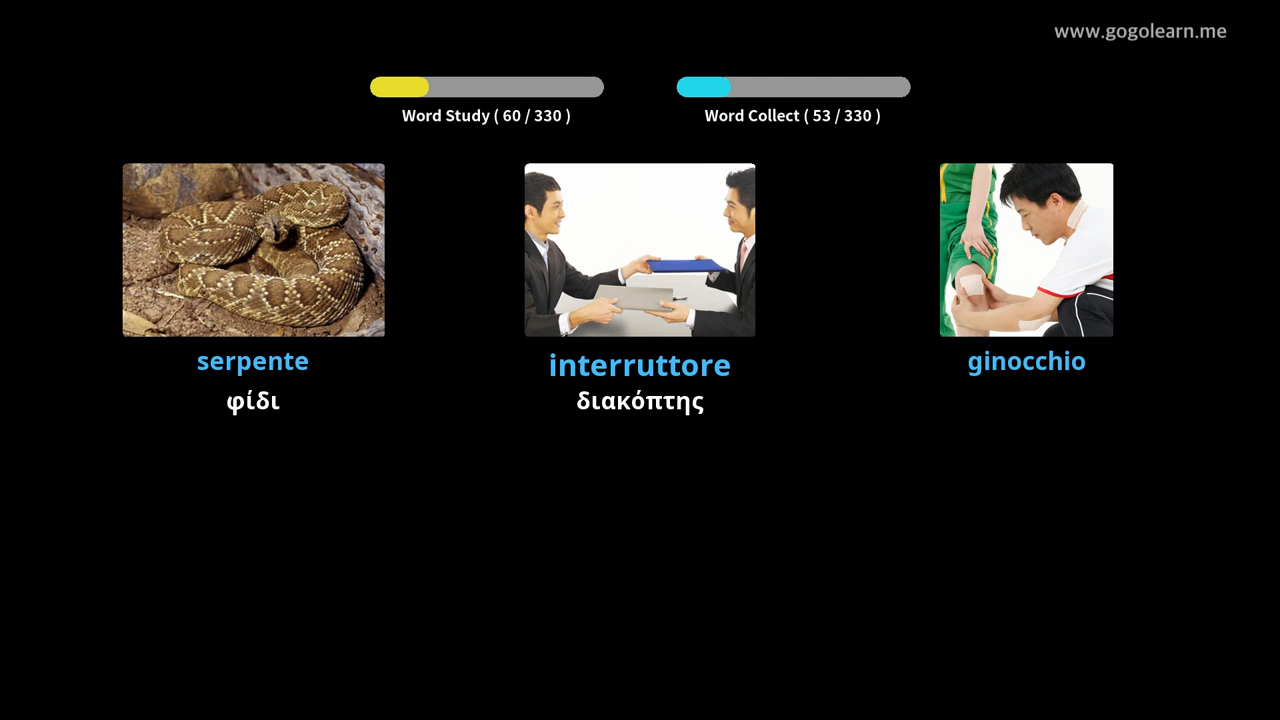 www.gogolearn.me
Word Study ( 60 / 330 )
Word Collect ( 53 / 330 )
serpente
interruttore
ginocchio
φίδι
διακόπτης